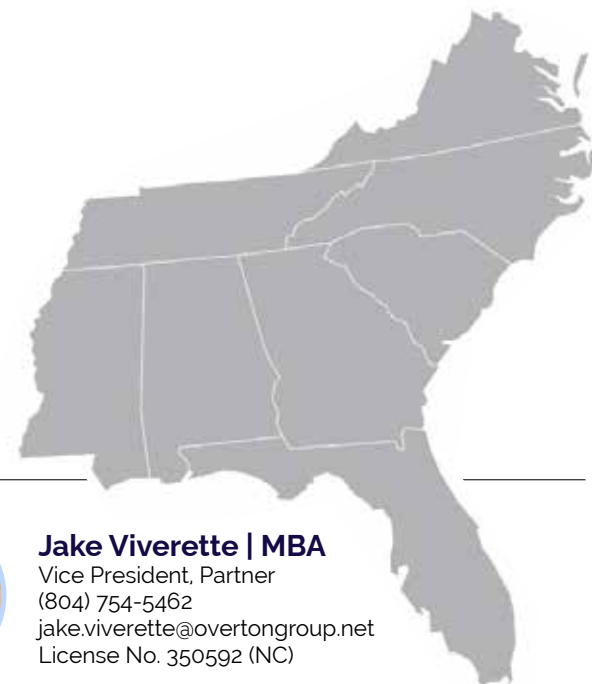 Jake Viverette | MBA
Vice President, Partner
(804) 754-5462
jake.viverette@overtongroup.net
License No. 350592 (NC)